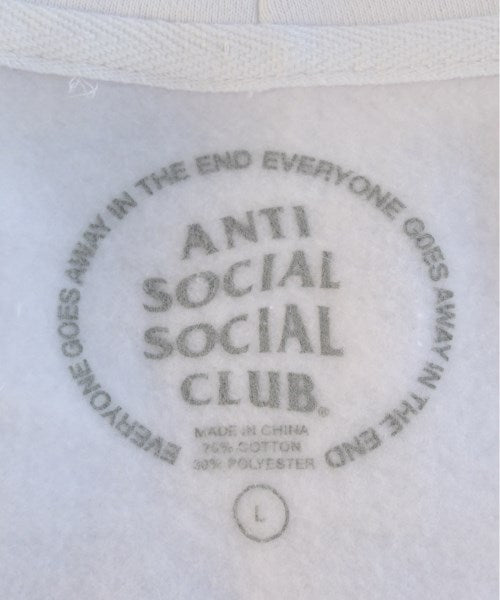 EVERYONE GOES AWAY IN THE END EVERYONE GOES AWAY IN THE END
ANTI
SOCIAL
SOCIAL
CLUB®
MADE IN CHINA
70% COTTON
30% POLYESTER
L